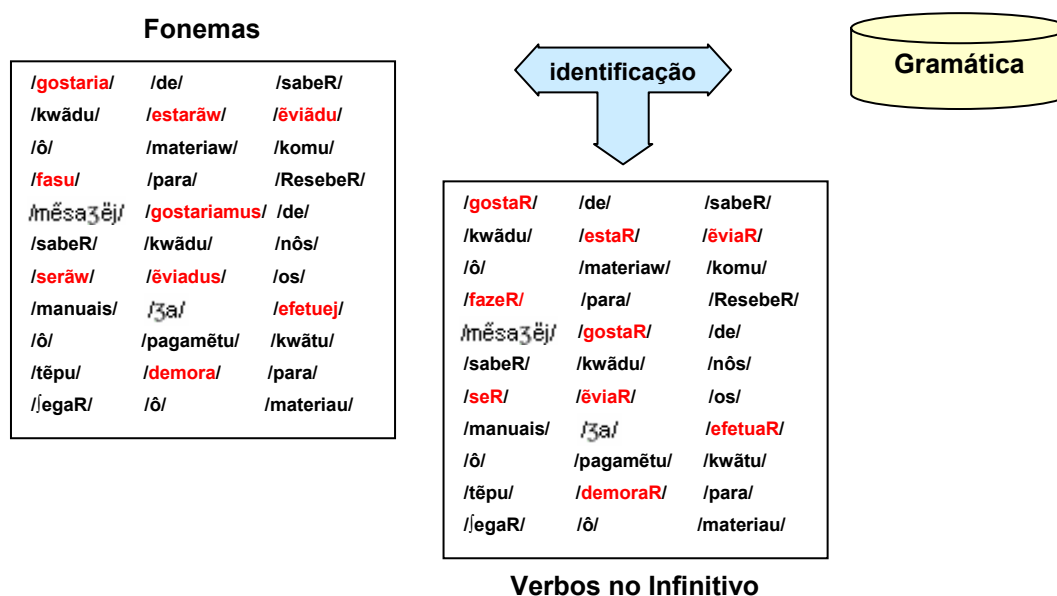 Fonemas
/gostaria/ /de/ /sabeR/
/kwãdu/ /estarãw/ /ẽviãdu/
/ô/ /materiaw/ /komu/
/fasu/ /para/ /ResebeR/
/mẽsaʒëj/ /gostariamus/ /de/
/sabeR/ /kwãdu/ /nôs/
/serãw/ /ẽviadus/ /os/
/manuais/ /ʒa/ /efetuej/
/ô/ /pagamẽtu/ /kwãtu/
/tẽpu/ /demora/ /para/
/ʃegaR/ /ô/ /materiau/
identificação
Gramática
/gostaR/ /de/ /sabeR/
/kwãdu/ /estaR/ /ẽviaR/
/ô/ /materiaw/ /komu/
/fazeR/ /para/ /ResebeR/
/mẽsaʒëj/ /gostaR/ /de/
/sabeR/ /kwãdu/ /nôs/
/seR/ /ẽviaR/ /os/
/manuais/ /ʒa/ /efetuaR/
/ô/ /pagamẽtu/ /kwãtu/
/tẽpu/ /demoraR/ /para/
/ʃegaR/ /ô/ /materiau/
Verbos no Infinitivo